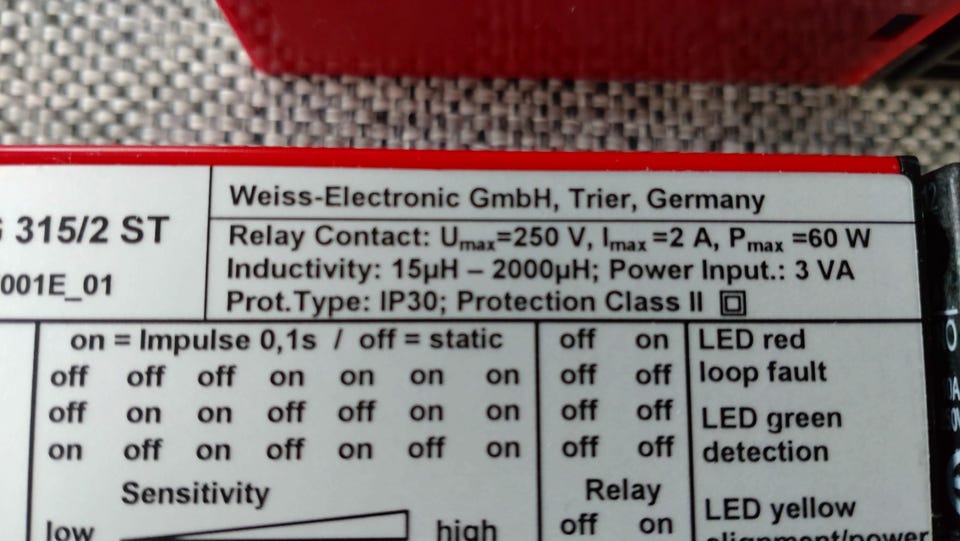 Weiss-Electronic GmbH, Trier, Germany
315/2 ST
Relay Contact: Umax=250 V, Imax =2 A, Pmax =60 W
001E_01
Inductivity: 15µH – 2000µH; Power Input.: 3 VA
Prot.Type: IP30; Protection Class II
on = Impulse 0,1s / off = static off on LED red
off off off on on on on off off loop fault
off on on off off on on off off LED green
on off on off on off on off off detection
Sensitivity Relay
low high off on LED yellow
alignment/power